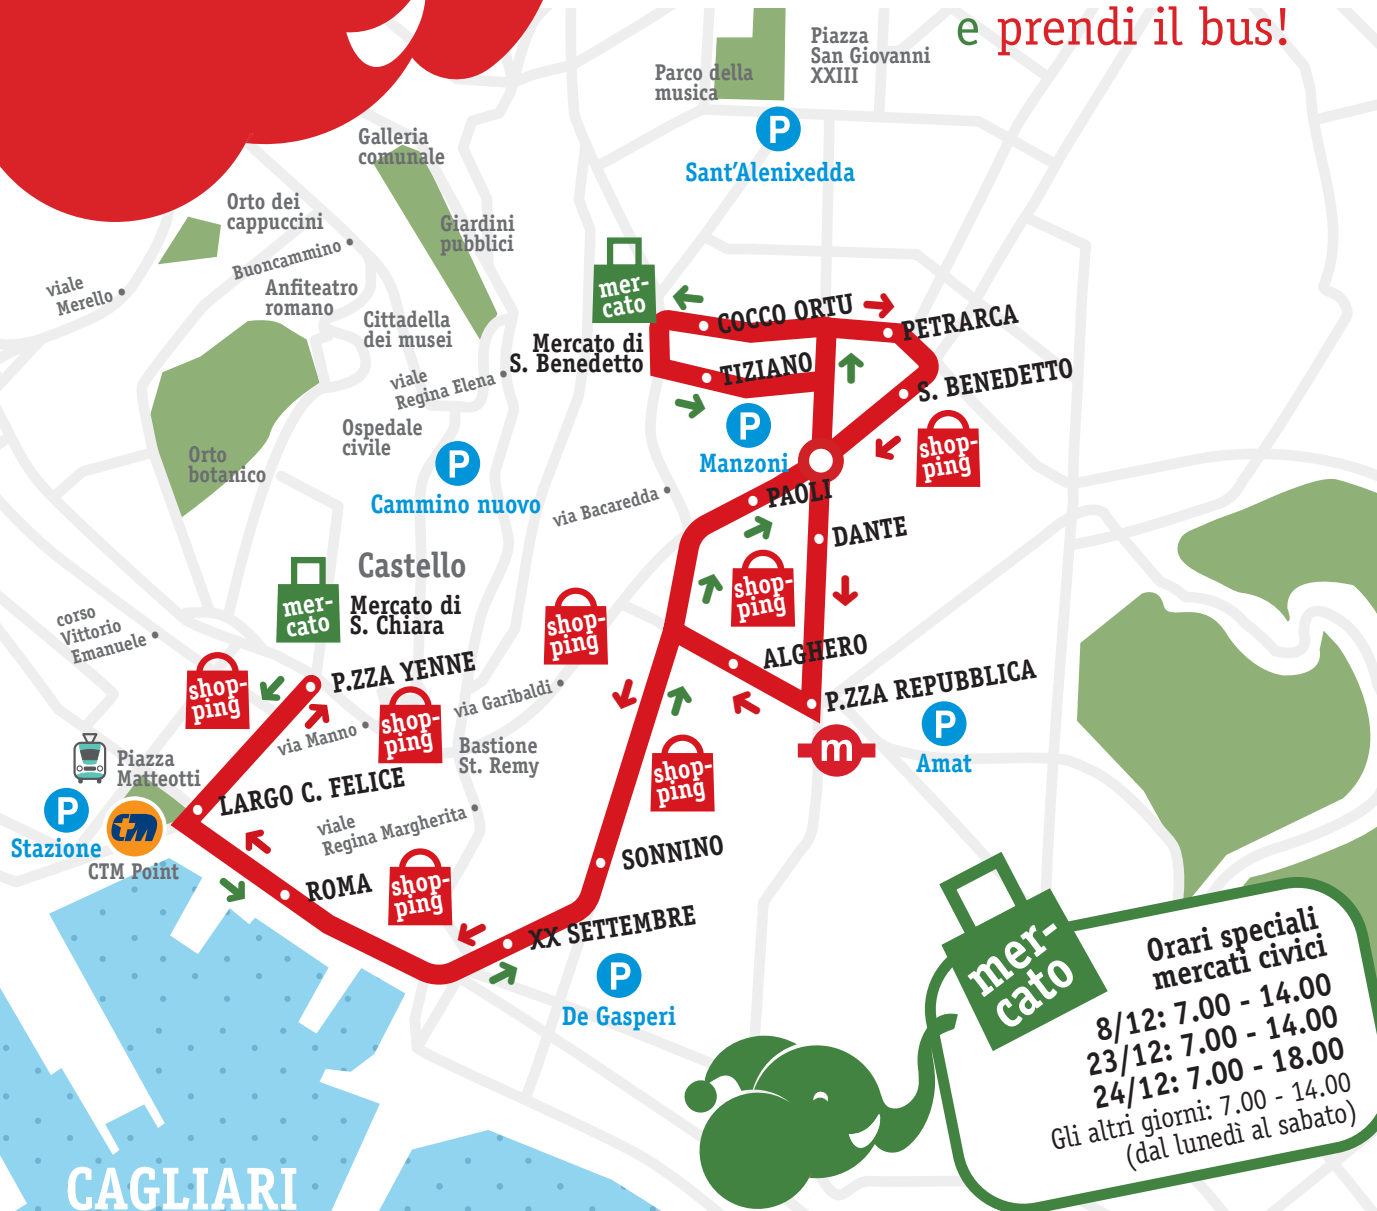 e prendi il bus!
Piazza
San Giovanni
XXIII
Parco della
musica
P
Sant'Alenixedda
Galleria
comunale
Orto dei
cappuccini
Giardini
pubblici
Buoncammino
viale
Merello
Anfiteatro
romano
Cittadella
dei musei
mer-
cato
Mercato di
S. Benedetto
COCCO ORTU
PETRARCA
TIZIANO
S. BENEDETTO
viale
Regina Elena
P
Manzoni
shop-
ping
Ospedale
civile
Orto
botanico
P
Cammino nuovo
via Bacaredda
PAOLI
DANTE
Castello
mer-
cato
Mercato di
S. Chiara
shop-
ping
shop-
ping
corso
Vittorio
Emanuele
ALGHERO
P.ZZA YENNE
shop-
ping
P.ZZA REPUBBLICA
via Garibaldi
shop-
ping
via Manno
P
Amat
m
Bastione
St. Remy
Piazza
Matteotti
shop-
ping
LARGO C. FELICE
P
Stazione
CTM Point
viale
Regina Margherita
SONNINO
ROMA
shop-
ping
XX SETTEMBRE
P
De Gasperi
mer-
cato
Orari speciali
mercati civici
8/12: 7.00 - 14.00
23/12: 7.00 - 14.00
24/12: 7.00 - 18.00
Gli altri giorni: 7.00 - 14.00
(dal lunedì al sabato)
CAGLIARI